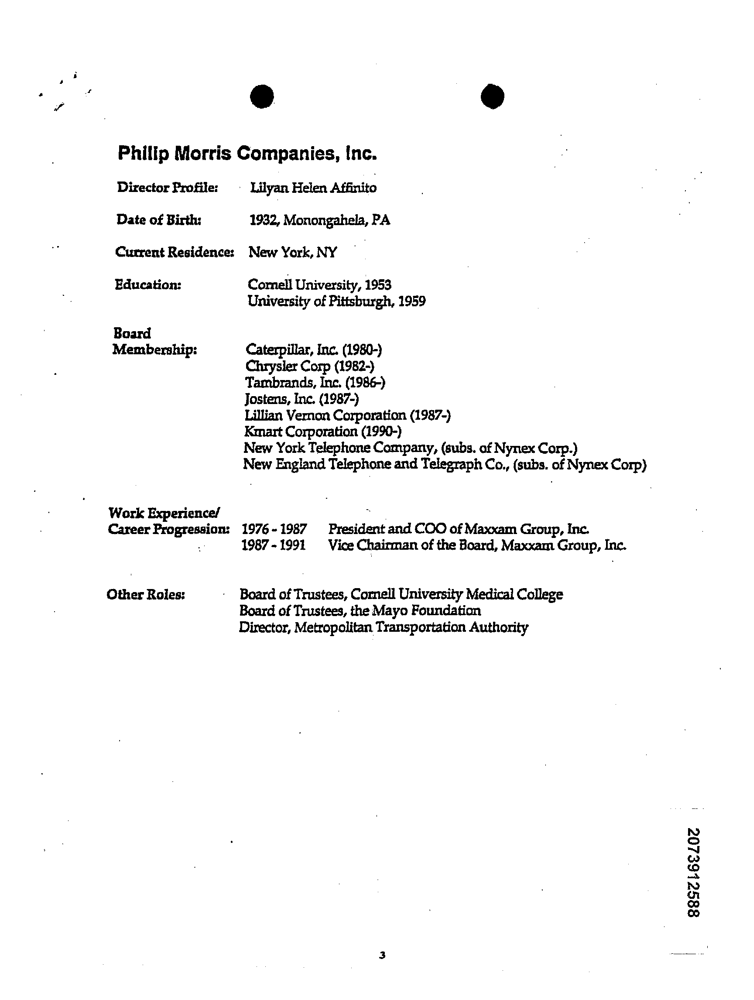 Philip Morris Companies, Inc.
Director Profile: Lilyan Helen Affinito
Date of Birth: 1932, Monongahela, PA
Current Residence: New York, NY
Education: Cornell University, 1953
University of Pittsburgh, 1959
Board
Membership: Caterpillar, Inc. (1980-)
Chrysler Corp (1982-)
Tambrands, Inc. (1986-)
Jostens, Inc. (1987-)
Lillian Vernon Corporation (1987-)
Kmart Corporation (1990-)
New York Telephone Company, (subs. of Nynex Corp.)
New England Telephone and Telegraph Co., (subs. of Nynex Corp)
Work Experience/
Career Progression: 1976 - 1987 President and COO of Maxxam Group, Inc.
1987 - 1991 Vice Chairman of the Board, Maxxam Group, Inc.
Other Roles: Board of Trustees, Cornell University Medical College
Board of Trustees, the Mayo Foundation
Director, Metropolitan Transportation Authority
2073912588
3